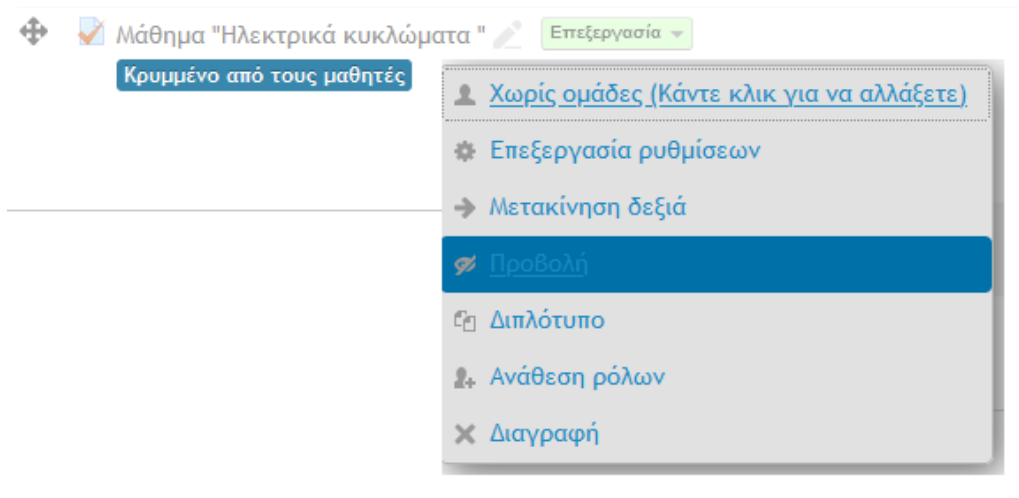 Μάθημα "Ηλεκτρικά κυκλώματα " Επεξεργασία
Κρυμμένο από τους μαθητές
Χωρίς ομάδες (Κάντε κλικ για να αλλάξετε)
Επεξεργασία ρυθμίσεων
Μετακίνηση δεξιά
Προβολή
Διπλότυπο
Ανάθεση ρόλων
Διαγραφή